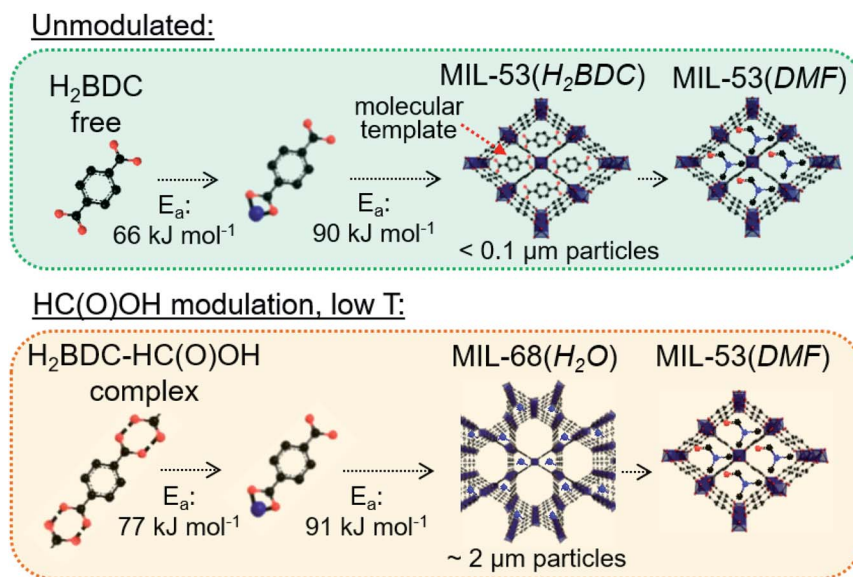 Unmodulated:
H₂BDC
free
Eₐ:
66 kJ mol⁻¹
Eₐ:
90 kJ mol⁻¹
MIL-53(H₂BDC)
molecular
template
< 0.1 μm particles
MIL-53(DMF)
HC(O)OH modulation, low T:
H₂BDC-HC(O)OH
complex
Eₐ:
77 kJ mol⁻¹
Eₐ:
91 kJ mol⁻¹
MIL-68(H₂O)
~ 2 μm particles
MIL-53(DMF)